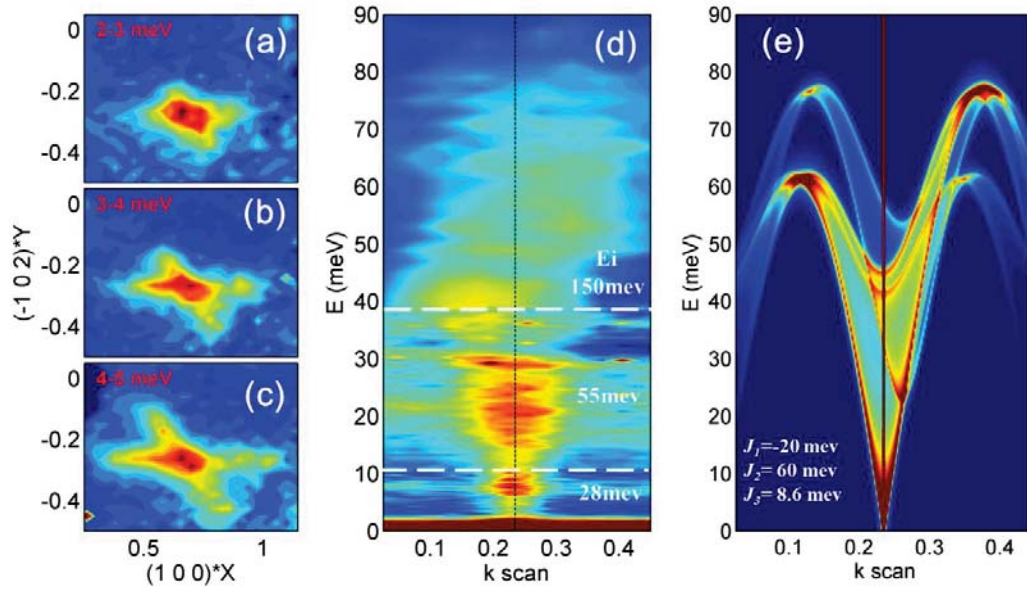 2-3 meV
(a)
0
-0.2
-0.4
3-4 meV
(b)
0
-0.2
-0.4
4-5 meV
(c)
0
-0.2
-0.4
(-1 0 2)*Y
0.5
1
(1 0 0)*X
(d)
90
80
70
60
50
40
30
20
10
0
E (meV)
Ei
150mev
55mev
28mev
0.1
0.2
0.3
0.4
k scan
(e)
90
80
70
60
50
40
30
20
10
0
E (meV)
J₁=-20 mev
J₂= 60 mev
J₃= 8.6 mev
0.1
0.2
0.3
0.4
k scan